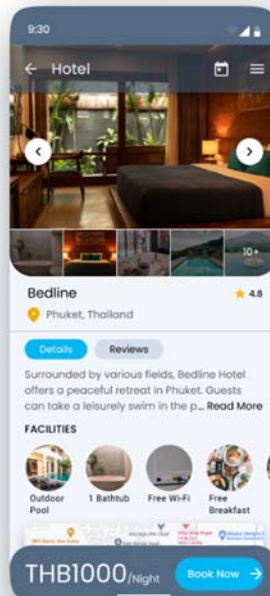 9:30
Hotel
10+
Bedline
4.8
Phuket, Thailand
Details
Reviews
Surrounded by various fields, Bedline Hotel
offers a peaceful retreat in Phuket. Guests
can take a leisurely swim in the p... Read More
FACILITIES
Outdoor
Pool
1 Bathtub
Free Wi-Fi
Free
Breakfast
THB1000/Night
Book Now